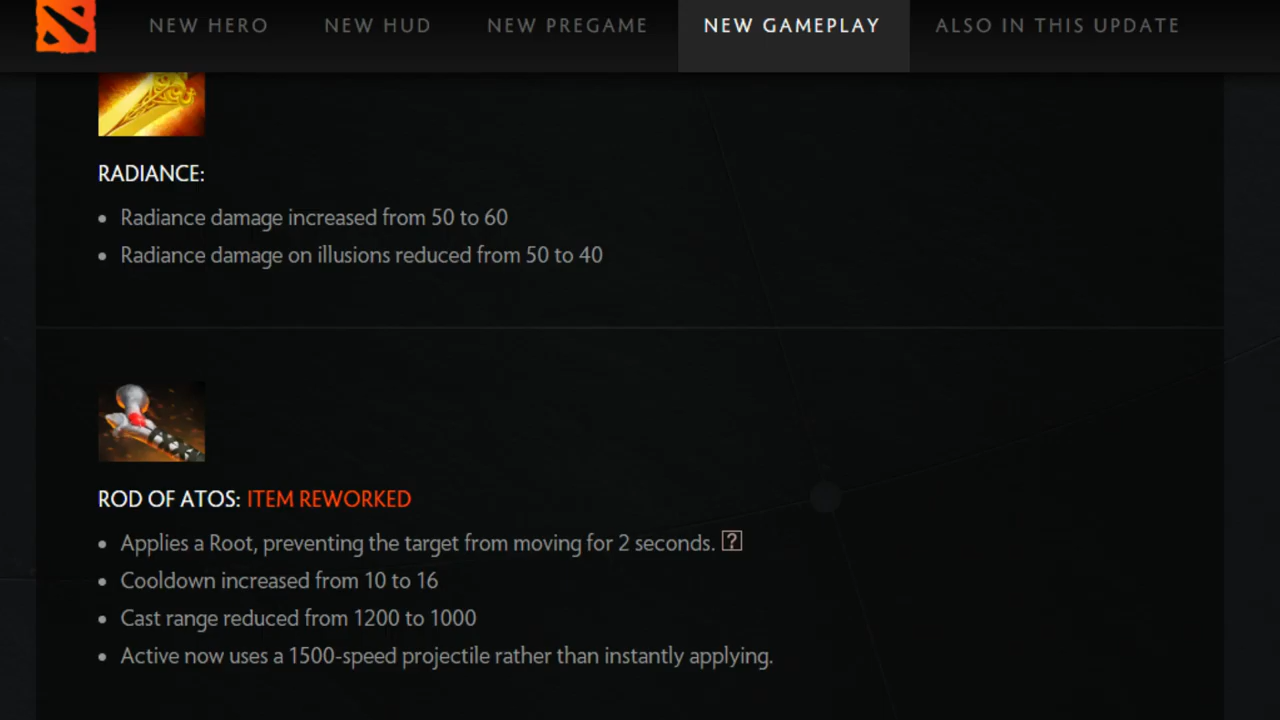 NEW HERO NEW HUD NEW PREGAME NEW GAMEPLAY ALSO IN THIS UPDATE
RADIANCE:
• Radiance damage increased from 50 to 60
• Radiance damage on illusions reduced from 50 to 40
ROD OF ATOS: ITEM REWORKED
• Applies a Root, preventing the target from moving for 2 seconds. ?
• Cooldown increased from 10 to 16
• Cast range reduced from 1200 to 1000
• Active now uses a 1500-speed projectile rather than instantly applying.